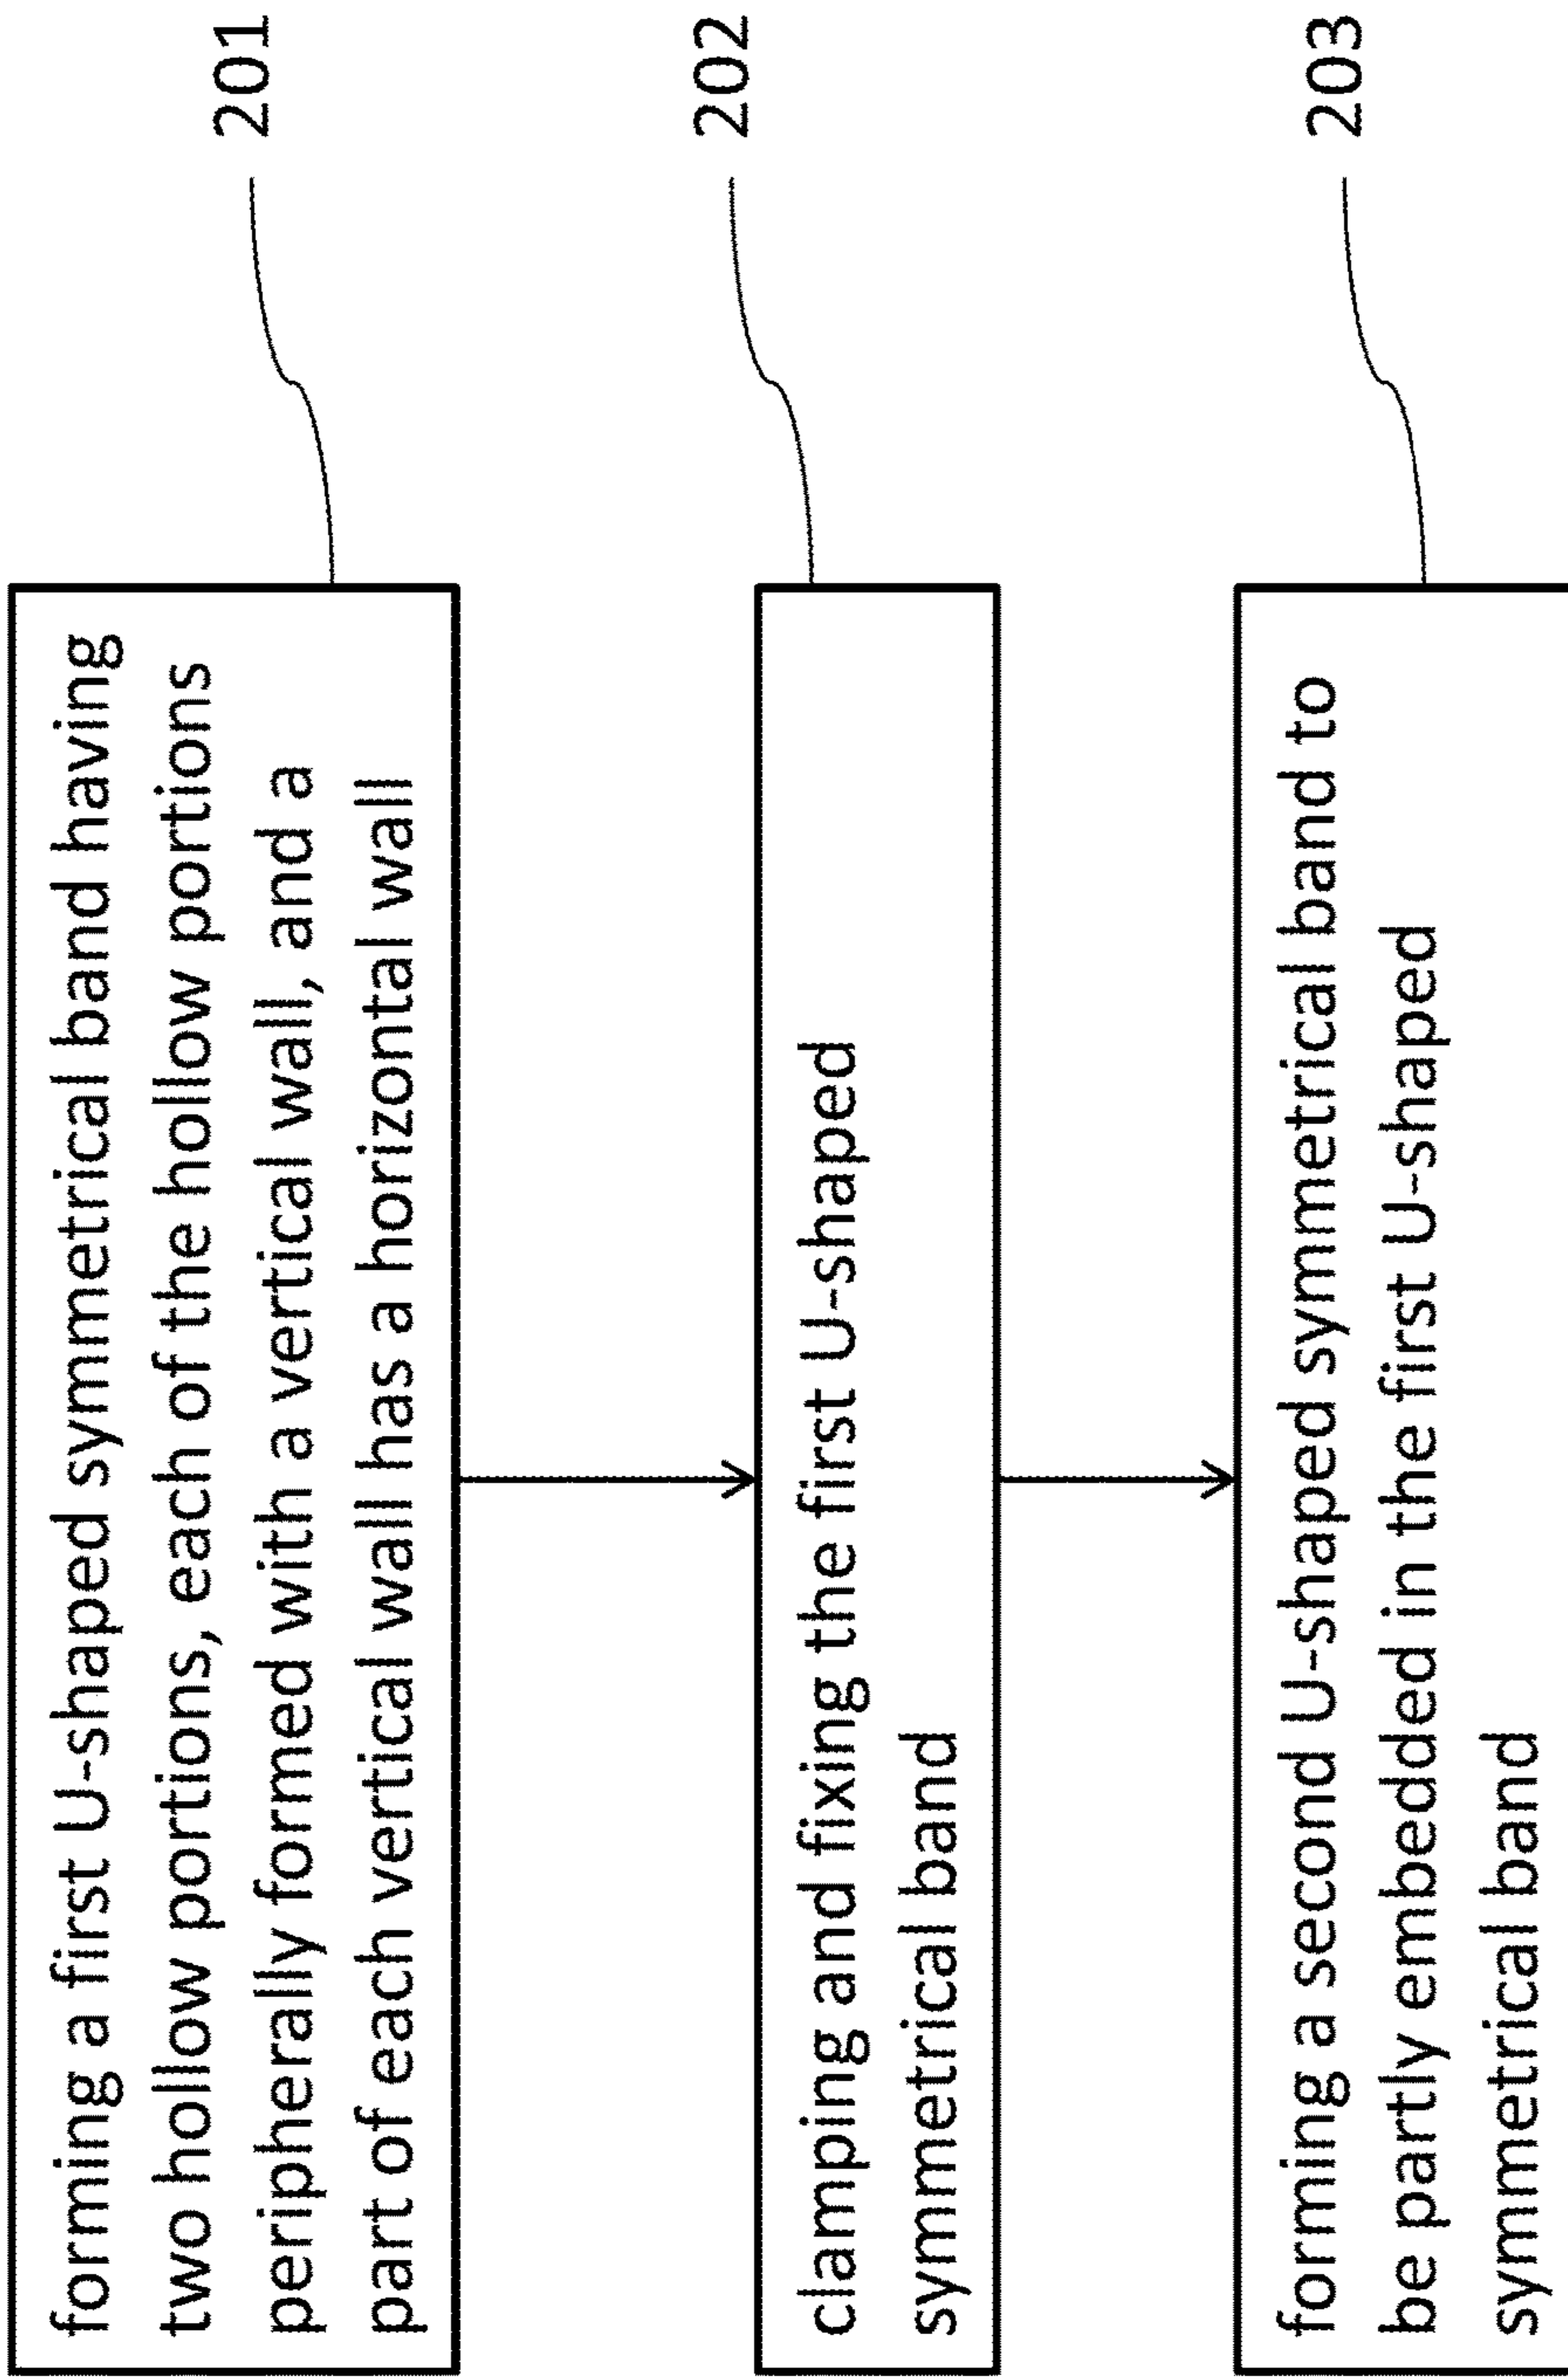 forming a first U-shaped symmetrical band having
two hollow portions, each of the hollow portions
peripherally formed with a vertical wall, and a
part of each vertical wall has a horizontal wall
201
clamping and fixing the first U-shaped
symmetrical band
202
forming a second U-shaped symmetrical band to
be partly embedded in the first U-shaped
symmetrical band
203